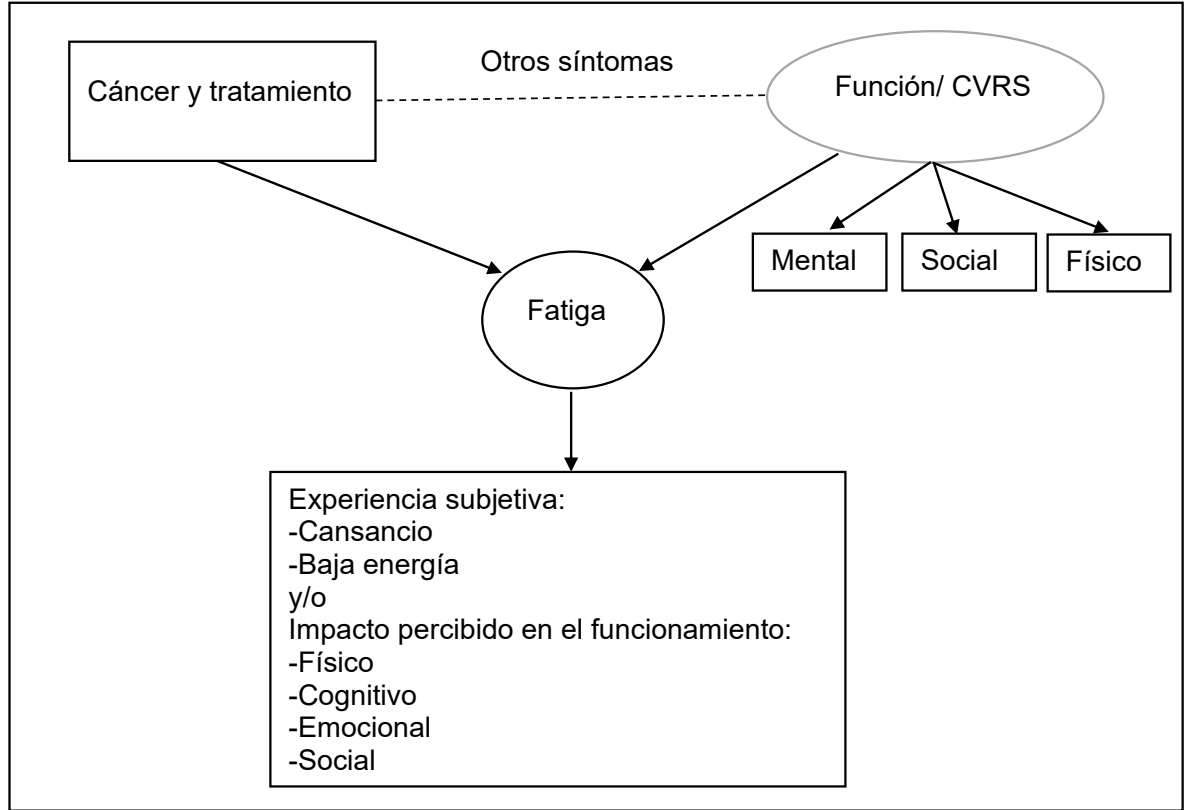 Otros síntomas
Cáncer y tratamiento
Función/ CVRS
Mental
Social
Físico
Fatiga
Experiencia subjetiva:
-Cansancio
-Baja energía
y/o
Impacto percibido en el funcionamiento:
-Físico
-Cognitivo
-Emocional
-Social